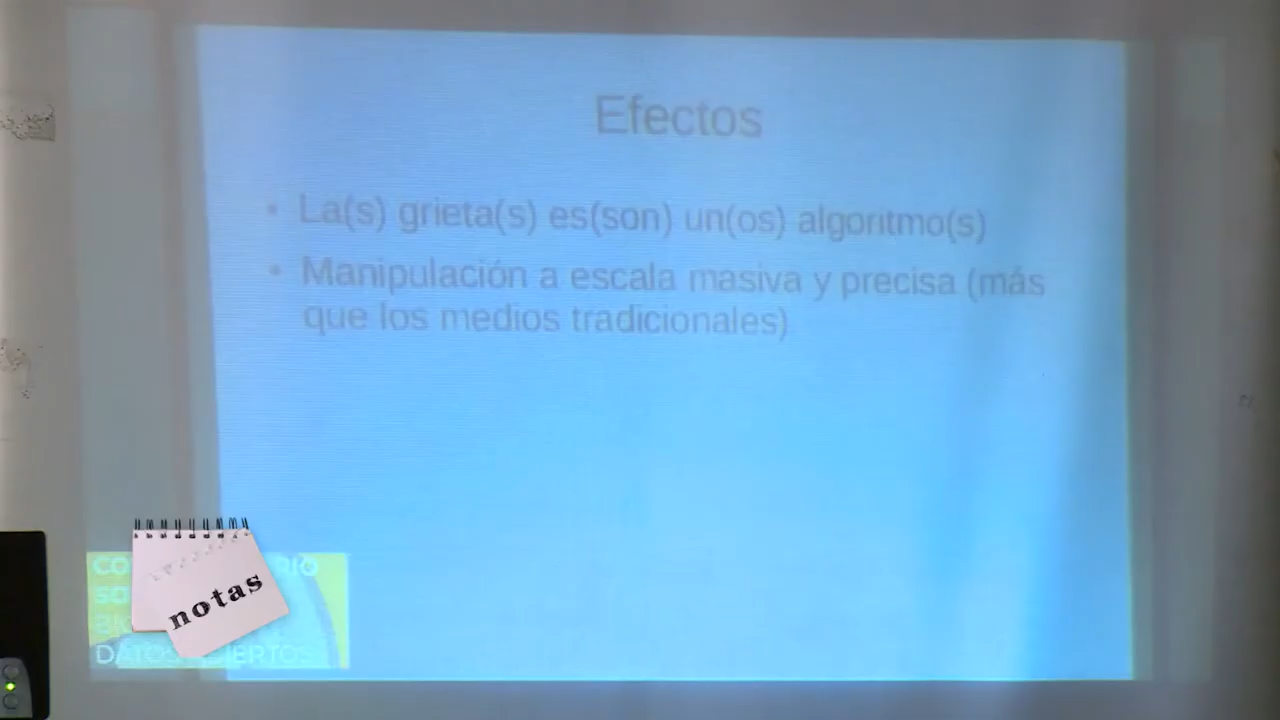 Efectos
La(s) grieta(s) es(son) un(os) algoritmo(s)
Manipulación a escala masiva y precisa (más
que los medios tradicionales)
notas